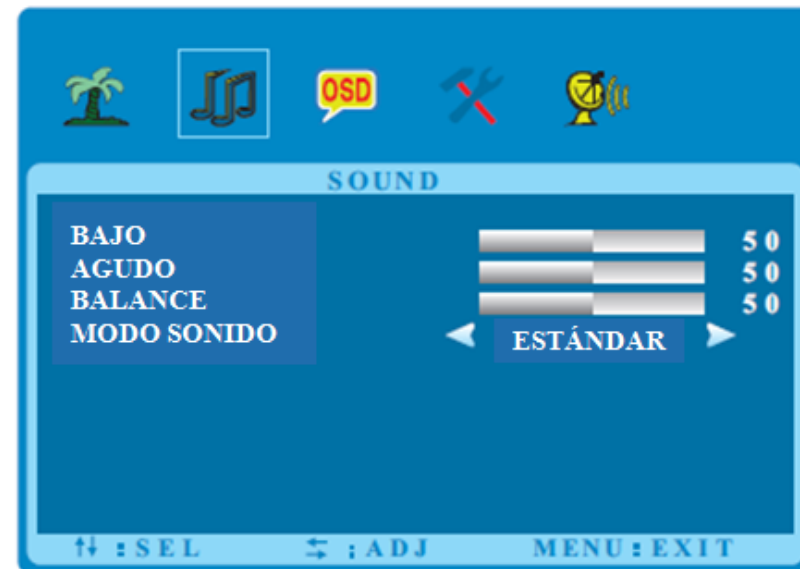 OSD
SOUND
BAJO 50
AGUDO 50
BALANCE 50
MODO SONIDO ESTÁNDAR
↑↓ : SEL ⇆ ; ADJ MENU : EXIT